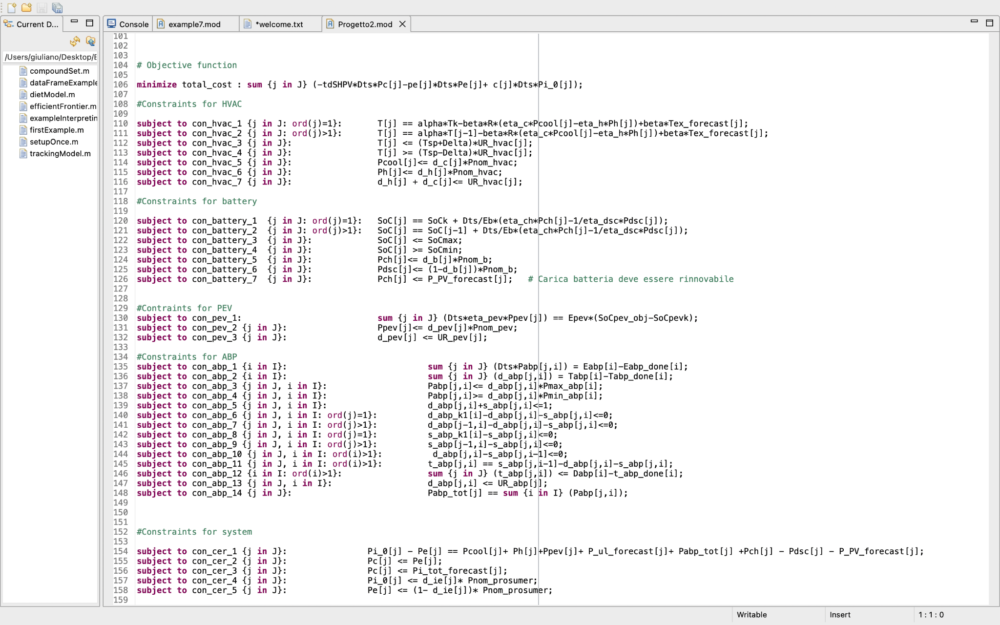 Current D...
Console
example7.mod
*welcome.txt
Progetto2.mod
/Users/giuliano/Desktop/E
compoundSet.m
dataFrameExample
dietModel.m
efficientFrontier.m
exampleInterpretin
firstExample.m
setupOnce.m
trackingModel.m
101
102
103
104 # Objective function
105
106 minimize total_cost : sum {j in J} (-tdSHPV*Dts*Pc[j]-pe[j]*Dts*Pe[j]+ c[j]*Dts*Pi_0[j]);
107
108 #Constraints for HVAC
109
110 subject to con_hvac_1 {j in J: ord(j)=1}: T[j] == alpha*Tk-beta*R*(eta_c*Pcool[j]-eta_h*Ph[j])+beta*Tex_forecast[j];
111 subject to con_hvac_2 {j in J: ord(j)>1}: T[j] == alpha*T[j-1]-beta*R*(eta_c*Pcool[j]-eta_h*Ph[j])+beta*Tex_forecast[j];
112 subject to con_hvac_3 {j in J}: T[j] <= (Tsp+Delta)*UR_hvac[j];
113 subject to con_hvac_4 {j in J}: T[j] >= (Tsp-Delta)*UR_hvac[j];
114 subject to con_hvac_5 {j in J}: Pcool[j]<= d_c[j]*Pnom_hvac;
115 subject to con_hvac_6 {j in J}: Ph[j]<= d_h[j]*Pnom_hvac;
116 subject to con_hvac_7 {j in J}: d_h[j] + d_c[j]<= UR_hvac[j];
117
118 #Constraints for battery
119
120 subject to con_battery_1 {j in J: ord(j)=1}: SoC[j] == SoCk + Dts/Eb*(eta_ch*Pch[j]-1/eta_dsc*Pdsc[j]);
121 subject to con_battery_2 {j in J: ord(j)>1}: SoC[j] == SoC[j-1] + Dts/Eb*(eta_ch*Pch[j]-1/eta_dsc*Pdsc[j]);
122 subject to con_battery_3 {j in J}: SoC[j] <= SoCmax;
123 subject to con_battery_4 {j in J}: SoC[j] >= SoCmin;
124 subject to con_battery_5 {j in J}: Pch[j]<= d_b[j]*Pnom_b;
125 subject to con_battery_6 {j in J}: Pdsc[j]<= (1-d_b[j])*Pnom_b;
126 subject to con_battery_7 {j in J}: Pch[j] <= P_PV_forecast[j]; # Carica batteria deve essere rinnovabile
127
128
129 #Contraints for PEV
130 subject to con_pev_1: sum {j in J} (Dts*eta_pev*Ppev[j]) == Epev*(SoCpev_obj-SoCpevk);
131 subject to con_pev_2 {j in J}: Ppev[j]<= d_pev[j]*Pnom_pev;
132 subject to con_pev_3 {j in J}: d_pev[j] <= UR_pev[j];
133
134 #Constraints for ABP
135 subject to con_abp_1 {i in I}: sum {j in J} (Dts*Pabp[j,i]) = Eabp[i]-Eabp_done[i];
136 subject to con_abp_2 {i in I}: sum {j in J} (d_abp[j,i]) = Tabp[i]-Tabp_done[i];
137 subject to con_abp_3 {j in J, i in I}: Pabp[j,i]<= d_abp[j,i]*Pmax_abp[i];
138 subject to con_abp_4 {j in J, i in I}: Pabp[j,i]>= d_abp[j,i]*Pmin_abp[i];
139 subject to con_abp_5 {j in J, i in I}: d_abp[j,i]+s_abp[j,i]<=1;
140 subject to con_abp_6 {j in J, i in I: ord(j)=1}: d_abp_k1[i]-d_abp[j,i]-s_abp[j,i]<=0;
141 subject to con_abp_7 {j in J, i in I: ord(j)>1}: d_abp[j-1,i]-d_abp[j,i]-s_abp[j,i]<=0;
142 subject to con_abp_8 {j in J, i in I: ord(j)=1}: s_abp_k1[i]-s_abp[j,i]<=0;
143 subject to con_abp_9 {j in J, i in I: ord(j)>1}: s_abp[j-1,i]-s_abp[j,i]<=0;
144 subject to con_abp_10 {j in J, i in I: ord(i)>1}: d_abp[j,i]-s_abp[j,i-1]<=0;
145 subject to con_abp_11 {j in J, i in I: ord(i)>1}: t_abp[j,i] == s_abp[j,i-1]-d_abp[j,i]-s_abp[j,i];
146 subject to con_abp_12 {i in I: ord(i)>1}: sum {j in J} (t_abp[j,i]) <= Dabp[i]-t_abp_done[i];
147 subject to con_abp_13 {j in J, i in I}: d_abp[j,i] <= UR_abp[j];
148 subject to con_abp_14 {j in J}: Pabp_tot[j] == sum {i in I} (Pabp[j,i]);
149
150
151
152 #Constraints for system
153
154 subject to con_cer_1 {j in J}: Pi_0[j] - Pe[j] == Pcool[j]+ Ph[j]+Ppev[j]+ P_ul_forecast[j]+ Pabp_tot[j] +Pch[j] - Pdsc[j] - P_PV_forecast[j];
155 subject to con_cer_2 {j in J}: Pc[j] <= Pe[j];
156 subject to con_cer_3 {j in J}: Pc[j] <= Pi_tot_forecast[j];
157 subject to con_cer_4 {j in J}: Pi_0[j] <= d_ie[j]* Pnom_prosumer;
158 subject to con_cer_5 {j in J}: Pe[j] <= (1- d_ie[j])* Pnom_prosumer;
159
Writable
Insert
1 : 1 : 0